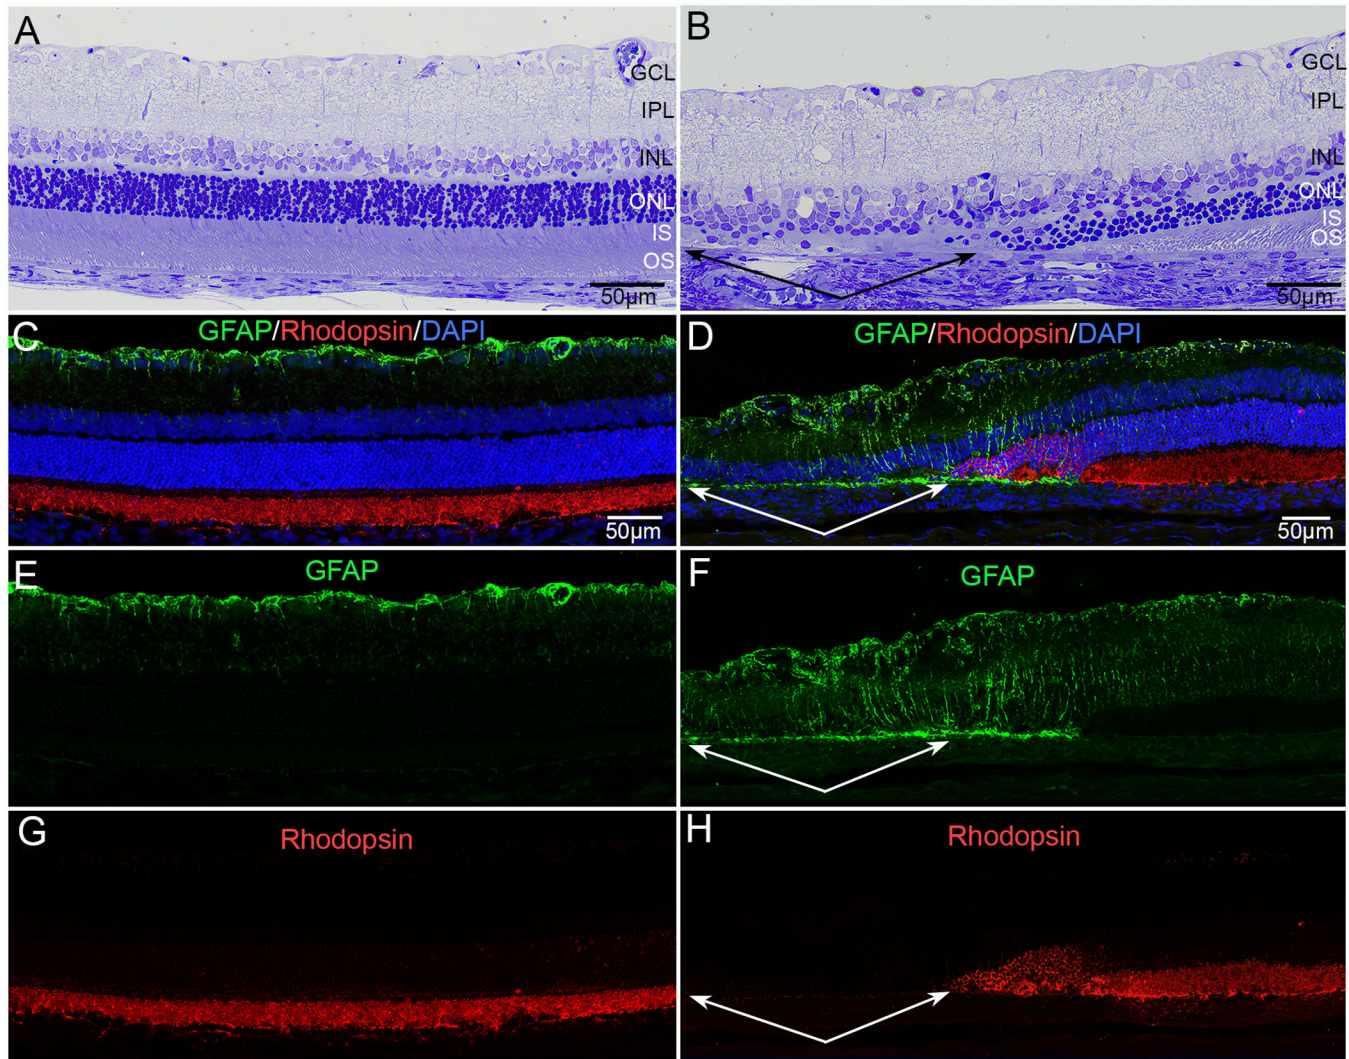 A
GCL
IPL
INL
ONL
IS
OS
50µm
B
GCL
IPL
INL
ONL
IS
OS
50µm
C
GFAP/Rhodopsin/DAPI
50µm
D
GFAP/Rhodopsin/DAPI
50µm
E
GFAP
F
GFAP
G
Rhodopsin
H
Rhodopsin